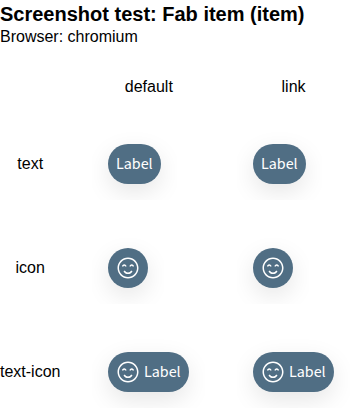 Screenshot test: Fab item (item)
Browser: chromium
default link
text Label Label
icon
text-icon Label Label